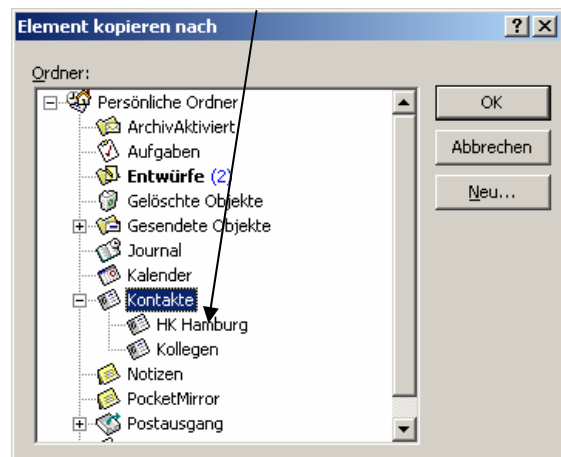 Element kopieren nach
Ordner:
OK
Abbrechen
Neu...
Persönliche Ordner
ArchivAktiviert
Aufgaben
Entwürfe (2)
Gelöschte Objekte
Gesendete Objekte
Journal
Kalender
Kontakte
HK Hamburg
Kollegen
Notizen
PocketMirror
Postausgang